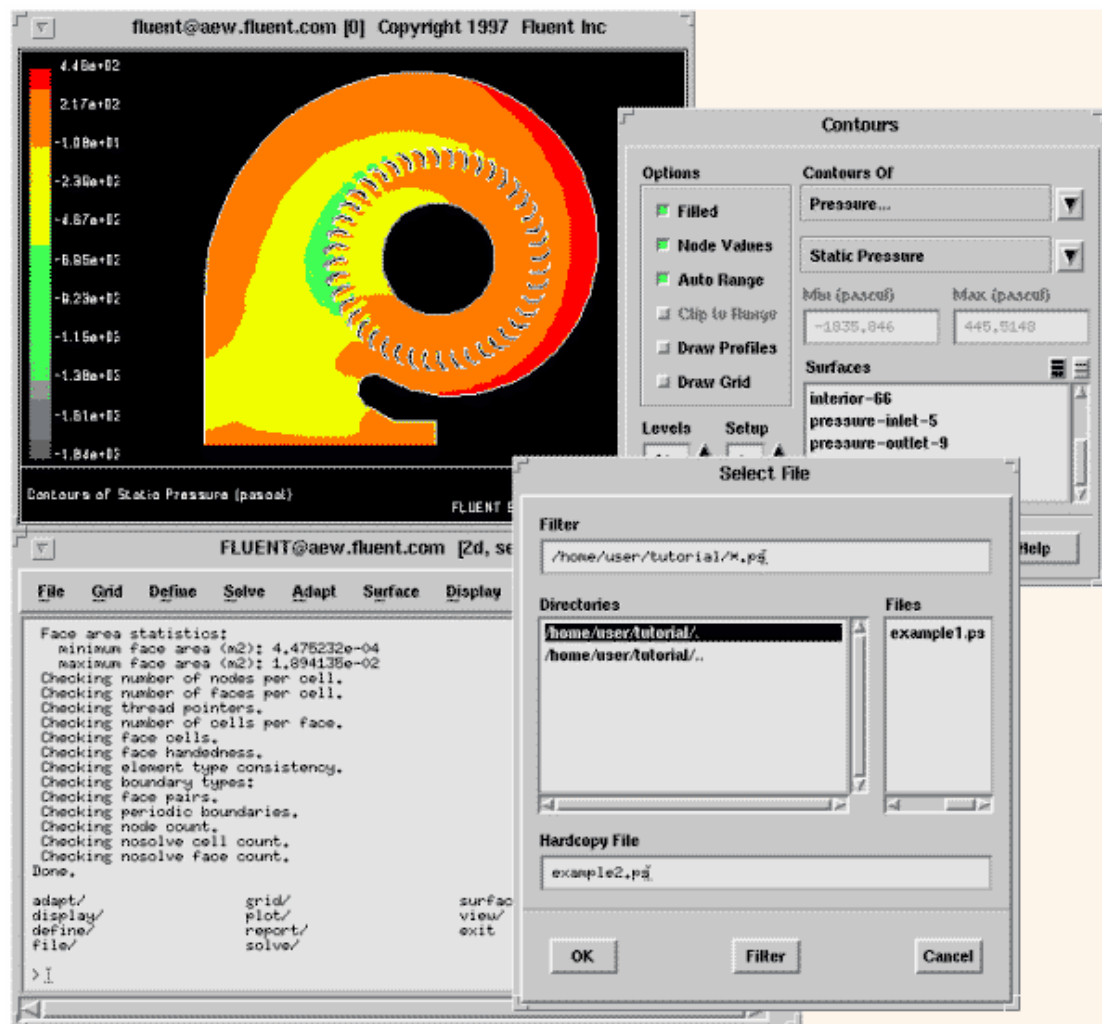 fluent@aew.fluent.com [0] Copyright 1997 Fluent Inc
4.46e+02
2.17e+02
-1.08e+01
-2.39e+02
-4.67e+02
-6.95e+02
-9.23e+02
-1.15e+03
-1.38e+03
-1.61e+03
-1.84e+03
Contours of Static Pressure (pascal)
FLUENT
Contours
Options
Filled
Node Values
Auto Range
Clip to Range
Draw Profiles
Draw Grid
Levels Setup
Contours Of
Pressure...
Static Pressure
Min (pascal) Max (pascal)
-1835.846 445.5148
Surfaces
interior-66
pressure-inlet-5
pressure-outlet-9
Help
FLUENT@aew.fluent.com [2d, se
File Grid Define Solve Adapt Surface Display
Face area statistics:
minimum face area (m2): 4.475232e-04
maximum face area (m2): 1.894135e-02
Checking number of nodes per cell.
Checking number of faces per cell.
Checking thread pointers.
Checking number of cells per face.
Checking face cells.
Checking face handedness.
Checking element type consistency.
Checking boundary types:
Checking face pairs.
Checking periodic boundaries.
Checking node count.
Checking nosolve cell count.
Checking nosolve face count.
Done.
adapt/ grid/ surfac
display/ plot/ view/
define/ report/ exit
file/ solve/
>
Select File
Filter
/home/user/tutorial/*.ps
Directories
/home/user/tutorial/.
/home/user/tutorial/..
Files
example1.ps
Hardcopy File
example2.ps
OK Filter Cancel